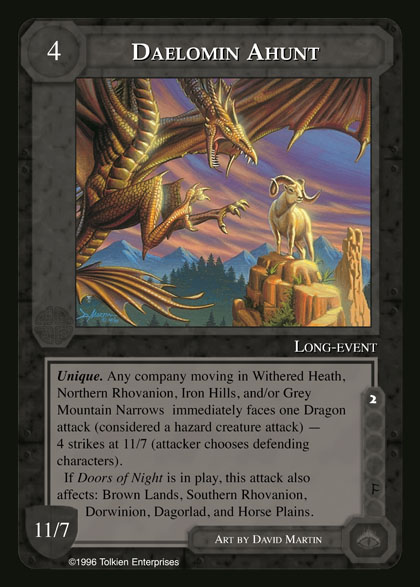 4
DAELOMIN AHUNT
LONG-EVENT
Unique. Any company moving in Withered Heath,
Northern Rhovanion, Iron Hills, and/or Grey
Mountain Narrows immediately faces one Dragon
attack (considered a hazard creature attack) —
4 strikes at 11/7 (attacker chooses defending
characters).
If Doors of Night is in play, this attack also
affects: Brown Lands, Southern Rhovanion,
Dorwinion, Dagorlad, and Horse Plains.
2
11/7
ART BY DAVID MARTIN
©1996 Tolkien Enterprises